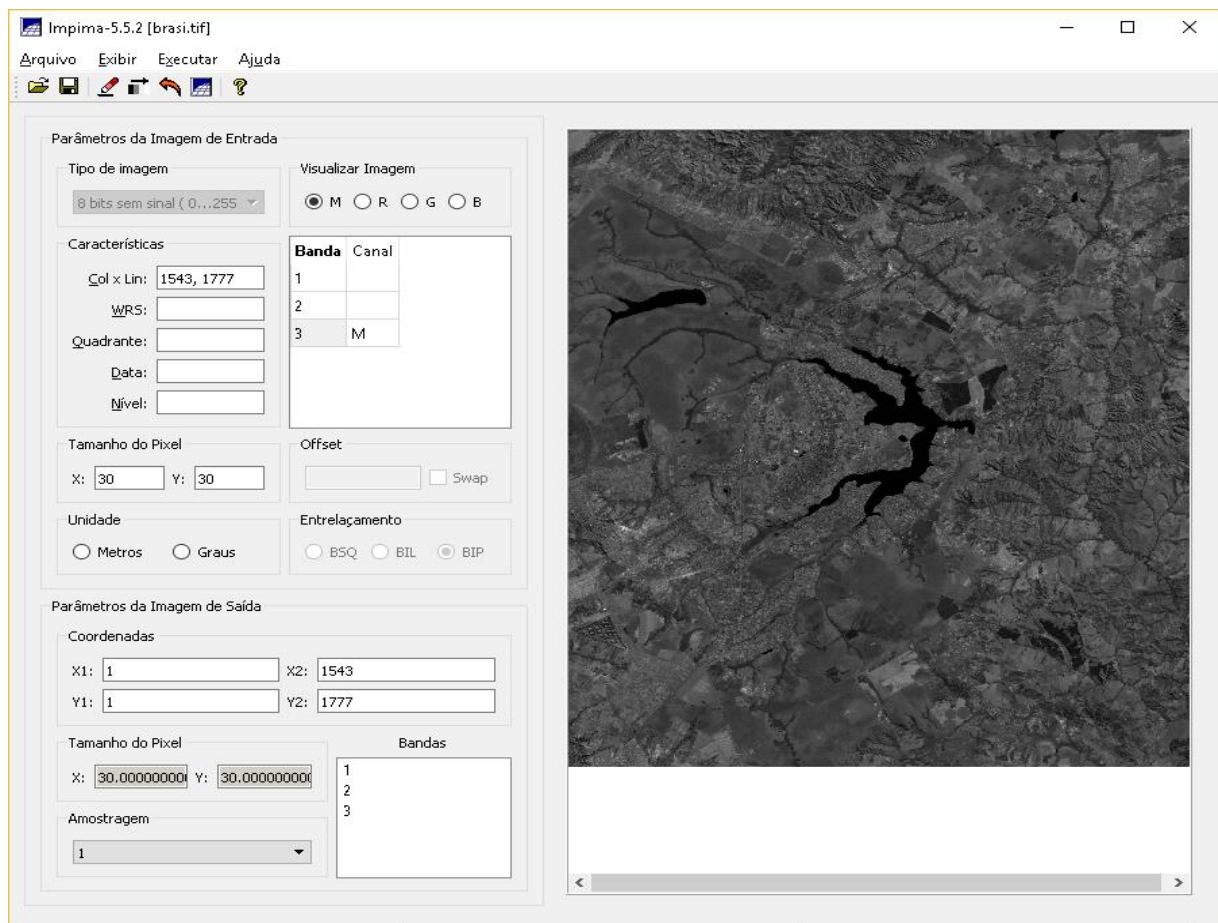 Impima-5.5.2 [brasi.tif]
Arquivo Exibir Executar Ajuda
Parâmetros da Imagem de Entrada
Tipo de imagem
8 bits sem sinal ( 0...255
Visualizar Imagem
M R G B
Característícas
Col x Lin: 1543, 1777
WRS:
Quadrante:
Data:
Nível:
Banda Canal
1
2
3 M
Tamanho do Pixel
X: 30 Y: 30
Offset
Swap
Unidade
Metros Graus
Entrelaçamento
BSQ BIL BIP
Parâmetros da Imagem de Saída
Coordenadas
X1: 1 X2: 1543
Y1: 1 Y2: 1777
Tamanho do Pixel
X: 30.0000000000 Y: 30.0000000000
Amostragem
1
Bandas
1
2
3